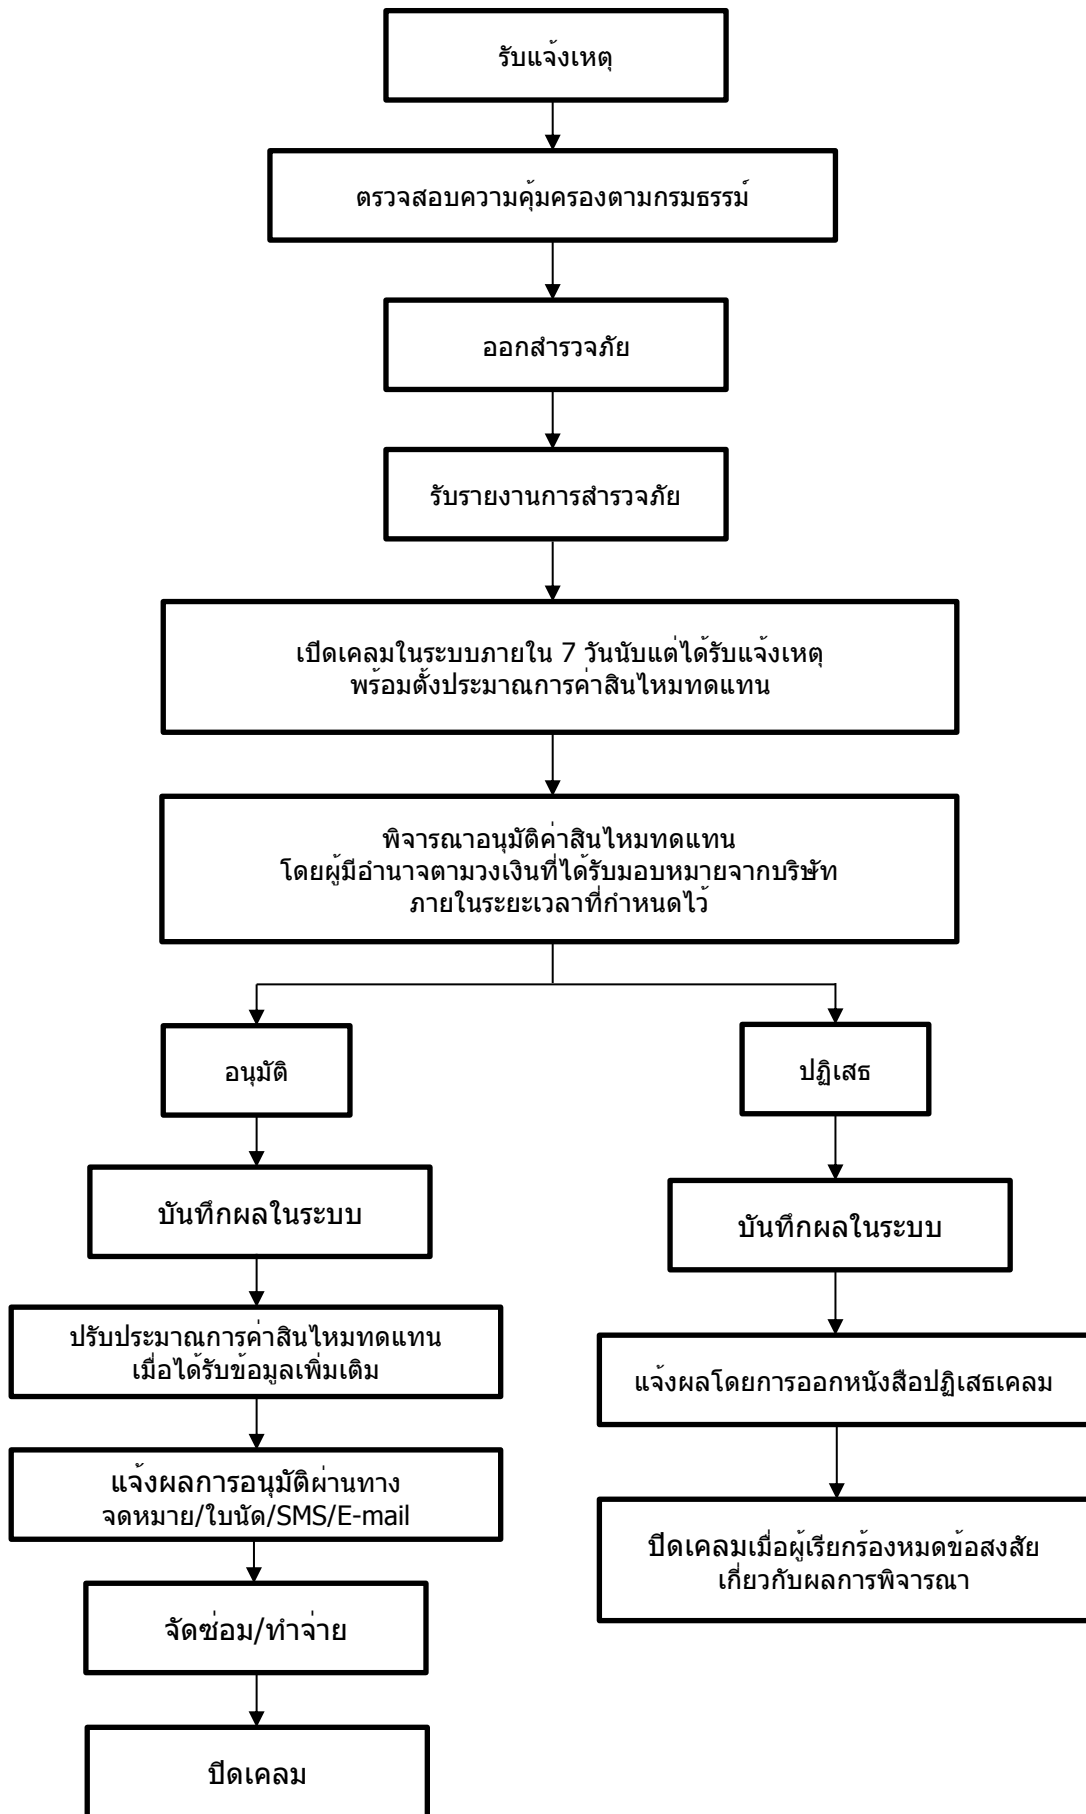 รับแจ้งเหตุ
ตรวจสอบความคุ้มครองตามกรมธรรม์
ออกสำรวจภัย
รับรายงานการสำรวจภัย
เปิดเคลมในระบบภายใน 7 วันนับแต่ได้รับแจ้งเหตุ
พร้อมตั้งประมาณการค่าสินไหมทดแทน
พิจารณาอนุมัติค่าสินไหมทดแทน
โดยผู้มีอำนาจตามวงเงินที่ได้รับมอบหมายจากบริษัท
ภายในระยะเวลาที่กำหนดไว้
อนุมัติ
บันทึกผลในระบบ
ปรับประมาณการค่าสินไหมทดแทน
เมื่อได้รับข้อมูลเพิ่มเติม
แจ้งผลการอนุมัติผ่านทาง
จดหมาย/ใบนัด/SMS/E-mail
จัดซ่อม/ทำจ่าย
ปิดเคลม
ปฏิเสธ
บันทึกผลในระบบ
แจ้งผลโดยการออกหนังสือปฏิเสธเคลม
ปิดเคลมเมื่อผู้เรียกร้องหมดข้อสงสัย
เกี่ยวกับผลการพิจารณา